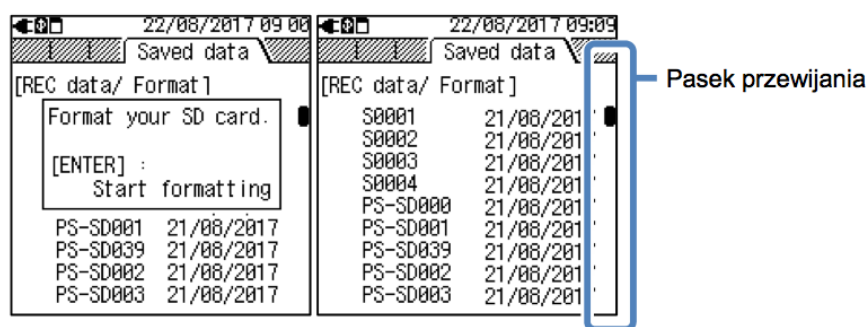 22/08/2017 09 00
Saved data
[REC data/ Format]
Format your SD card.
[ENTER] :
Start formatting
PS-SD001 21/08/2017
PS-SD039 21/08/2017
PS-SD002 21/08/2017
PS-SD003 21/08/2017
22/08/2017 09:09
Saved data
[REC data/ Format]
S0001 21/08/201
S0002 21/08/201
S0003 21/08/201
S0004 21/08/201
PS-SD000 21/08/201
PS-SD001 21/08/201
PS-SD039 21/08/201
PS-SD002 21/08/201
PS-SD003 21/08/201
Pasek przewijania